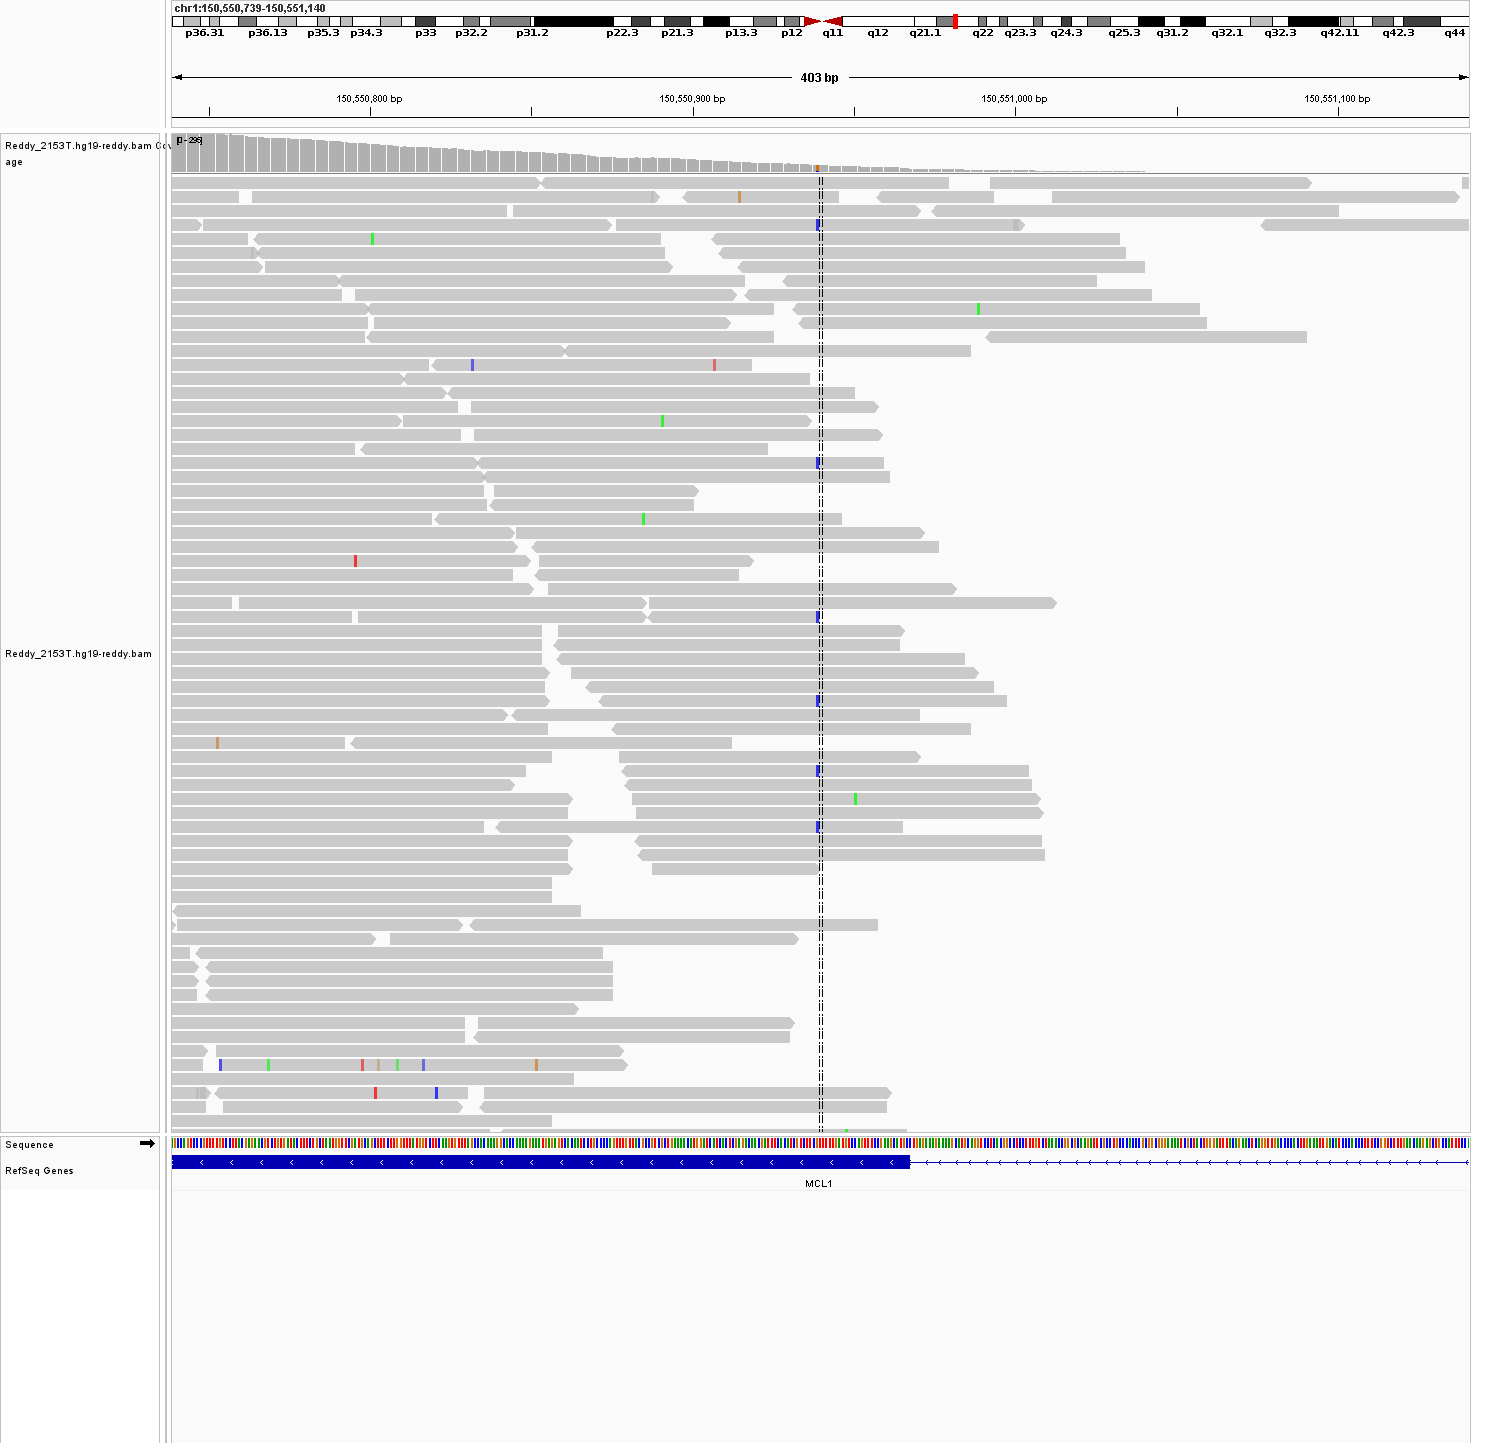 chr1:150,550,739-150,551,140
p36.31 p36.13 p35.3 p34.3 p33 p32.2 p31.2 p22.3 p21.3 p13.3 p12 q11 q12 q21.1 q22 q23.3 q24.3 q25.3 q31.2 q32.1 q32.3 q42.11 q42.3 q44
403 bp
150,550,800 bp 150,550,900 bp 150,551,000 bp 150,551,100 bp
[0 - 295]
Reddy_2153T.hg19-reddy.bam Cov
age
Reddy_2153T.hg19-reddy.bam
Sequence
RefSeq Genes
MCL1